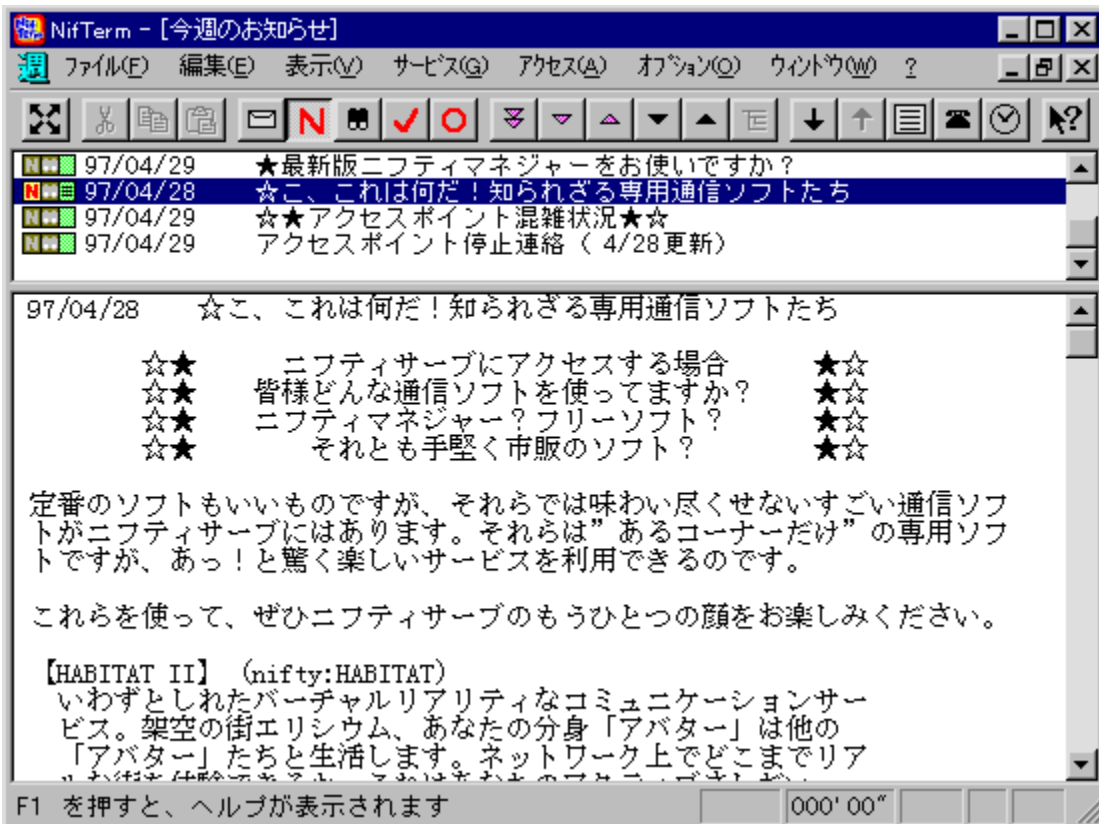 NifTerm - [今週のお知らせ]
週 ファイル(F) 編集(E) 表示(V) サービス(G) アクセス(A) オプション(O) ウィンドウ(W) ?
97/04/29 ★最新版ニフティマネジャーをお使いですか?
97/04/28 ☆こ、これは何だ!知られざる専用通信ソフトたち
97/04/29 ☆★アクセスポイント混雑状況★☆
97/04/29 アクセスポイント停止連絡( 4/28更新)
97/04/28 ☆こ、これは何だ!知られざる専用通信ソフトたち
☆★ ニフティサーブにアクセスする場合 ★☆
☆★ 皆様どんな通信ソフトを使ってますか? ★☆
☆★ ニフティマネジャー?フリーソフト? ★☆
☆★ それとも手堅く市販のソフト? ★☆
定番のソフトもいいものですが、それらでは味わい尽くせないすごい通信ソフ
トがニフティサーブにはあります。それらは”あるコーナーだけ”の専用ソフ
トですが、あっ!と驚く楽しいサービスを利用できるのです。
これらを使って、ぜひニフティサーブのもうひとつの顔をお楽しみください。
【HABITAT II】 (nifty:HABITAT)
いわずとしれたバーチャルリアリティなコミュニケーションサー
ビス。架空の街エリシウム、あなたの分身「アバター」は他の
「アバター」たちと生活します。ネットワーク上でどこまでリア
F1 を押すと、ヘルプが表示されます 000'00"